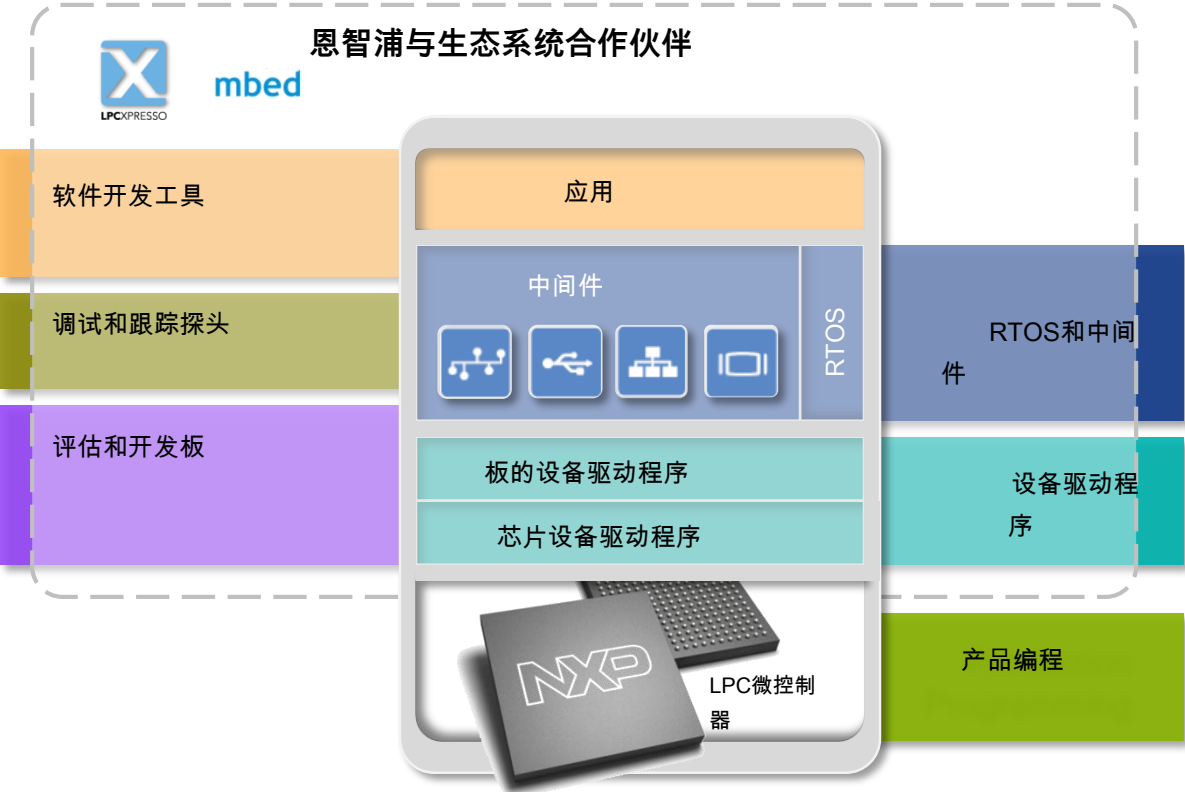 恩智浦与生态系统合作伙伴
LPCXPRESSO
mbed
软件开发工具
调试和跟踪探头
评估和开发板
应用
中间件
RTOS
板的设备驱动程序
芯片设备驱动程序
NXP
LPC微控制
器
RTOS和中间
件
设备驱动程
序
产品编程